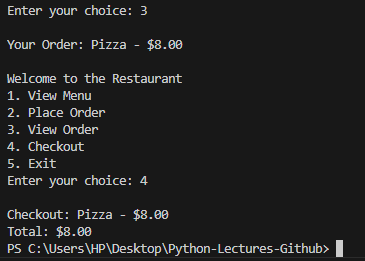 Enter your choice: 3
Your Order: Pizza - $8.00
Welcome to the Restaurant
1. View Menu
2. Place Order
3. View Order
4. Checkout
5. Exit
Enter your choice: 4
Checkout: Pizza - $8.00
Total: $8.00
PS C:\Users\HP\Desktop\Python-Lectures-Github>